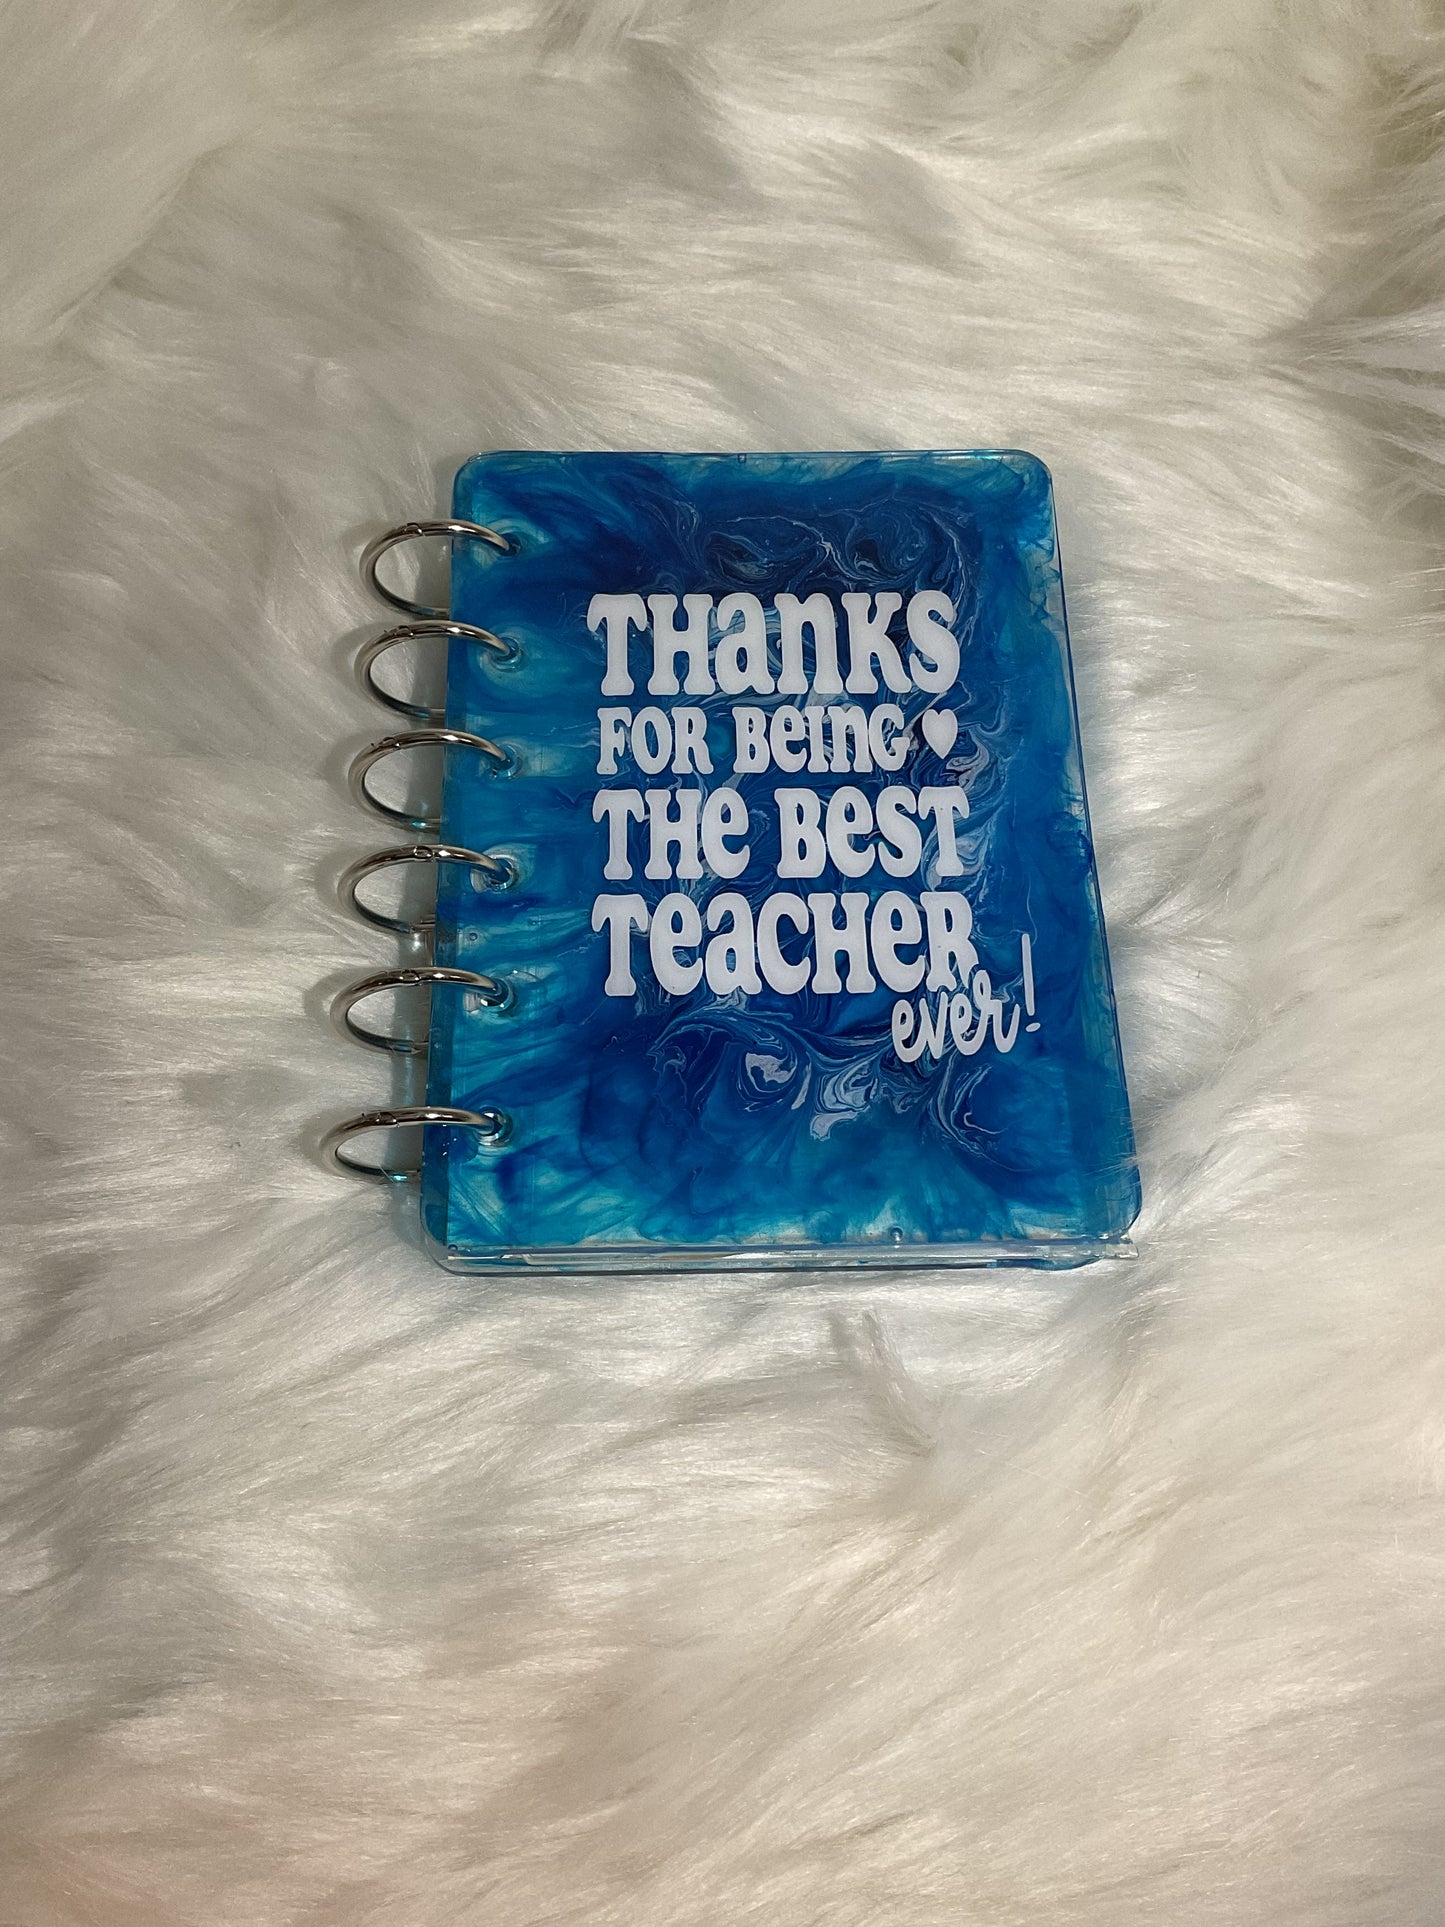 THanKS
FOR BeInG ♥
THe BeST
TeacHeR
ever!